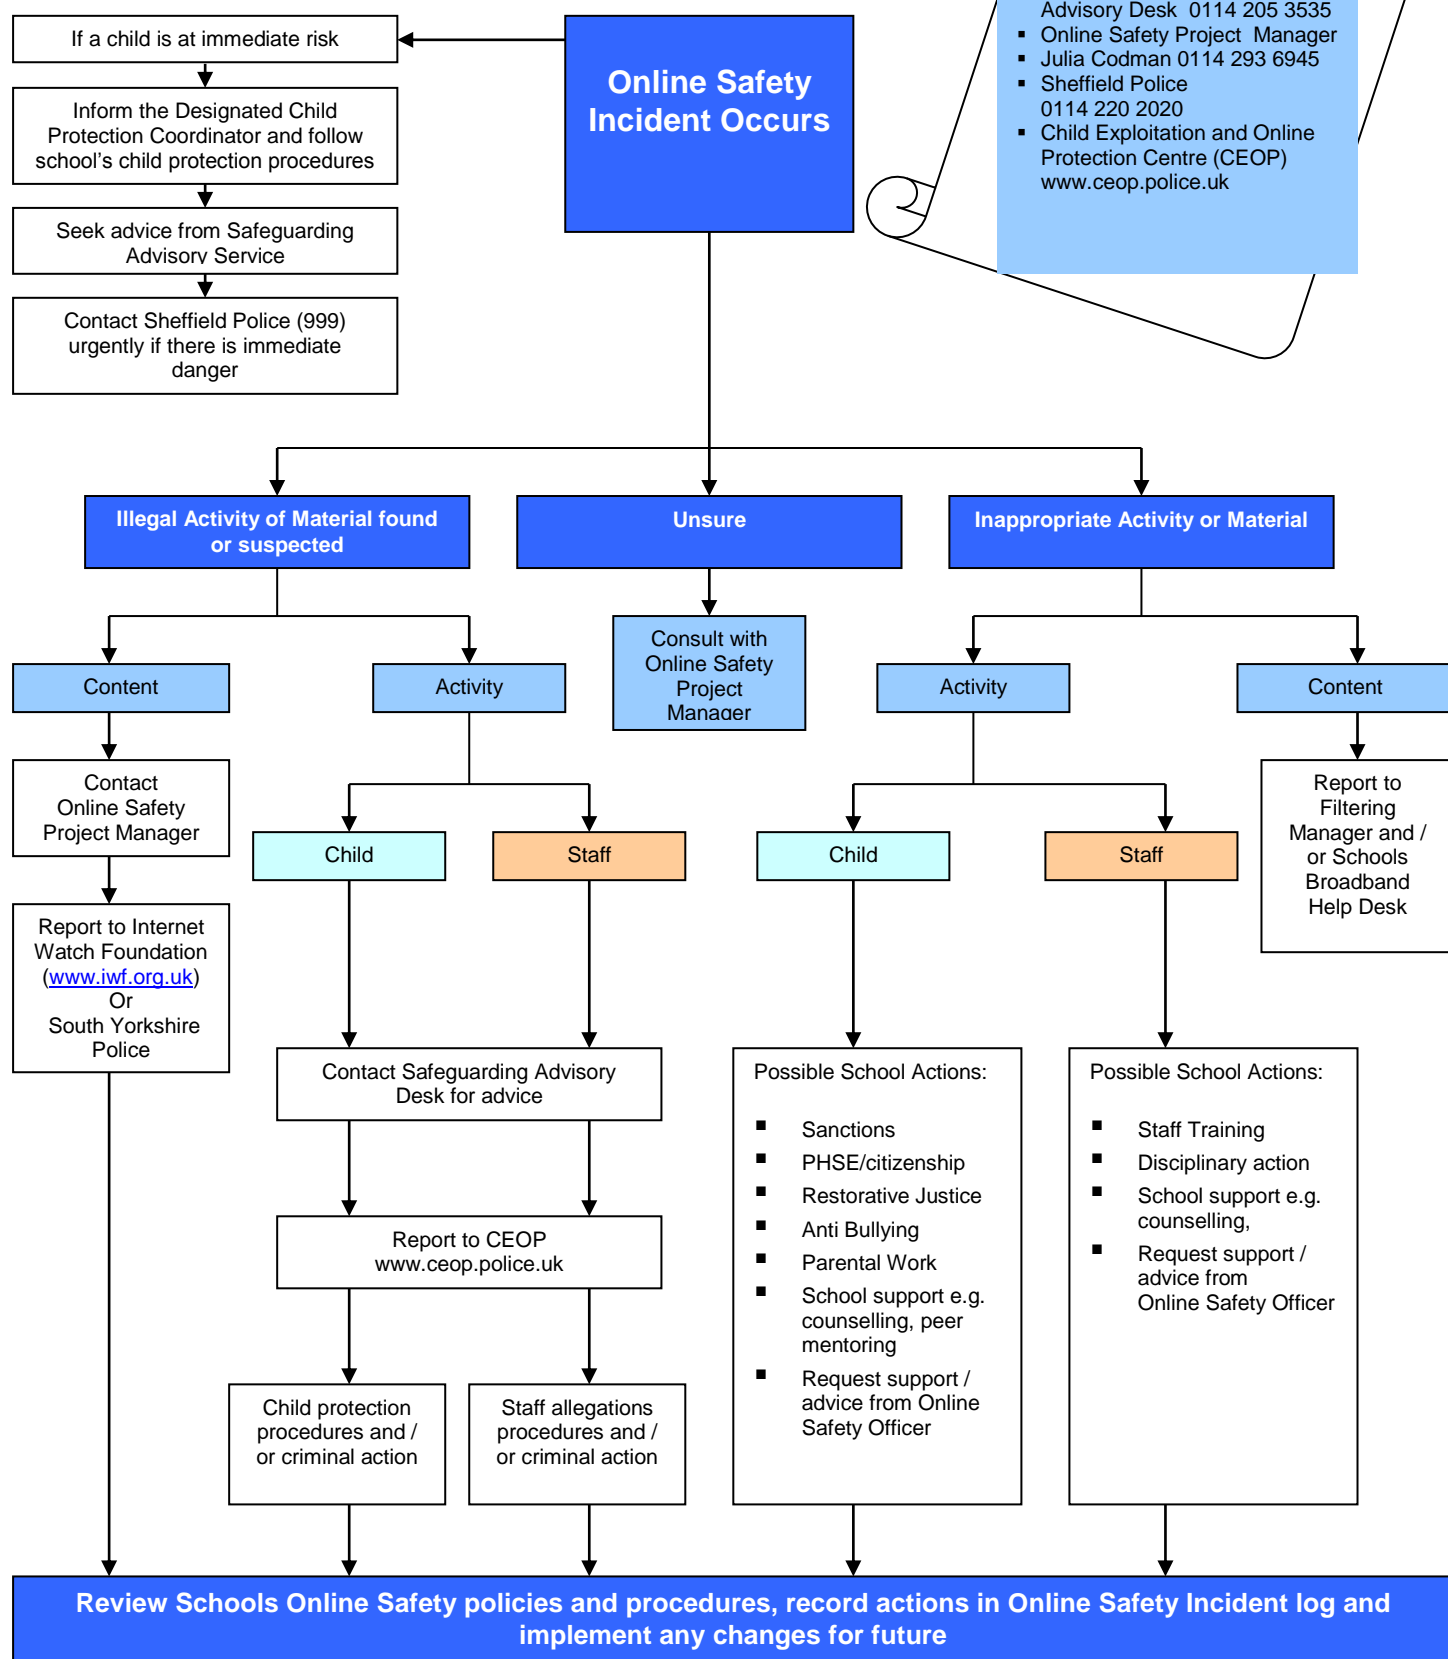 If a child is at immediate risk
Inform the Designated Child
Protection Coordinator and follow
school's child protection procedures
Seek advice from Safeguarding
Advisory Service
Contact Sheffield Police (999)
urgently if there is immediate
danger
Online Safety
Incident Occurs
Advisory Desk 0114 205 3535
▪ Online Safety Project Manager
▪ Julia Codman 0114 293 6945
▪ Sheffield Police
0114 220 2020
▪ Child Exploitation and Online
Protection Centre (CEOP)
www.ceop.police.uk
Illegal Activity of Material found
or suspected
Unsure
Inappropriate Activity or Material
Content
Activity
Consult with
Online Safety
Project
Manager
Activity
Content
Contact
Online Safety
Project Manager
Child
Staff
Child
Staff
Report to
Filtering
Manager and /
or Schools
Broadband
Help Desk
Report to Internet
Watch Foundation
(www.iwf.org.uk)
Or
South Yorkshire
Police
Contact Safeguarding Advisory
Desk for advice
Report to CEOP
www.ceop.police.uk
Child protection
procedures and /
or criminal action
Staff allegations
procedures and /
or criminal action
Possible School Actions:
▪ Sanctions
▪ PHSE/citizenship
▪ Restorative Justice
▪ Anti Bullying
▪ Parental Work
▪ School support e.g.
counselling, peer
mentoring
▪ Request support /
advice from Online
Safety Officer
Possible School Actions:
▪ Staff Training
▪ Disciplinary action
▪ School support e.g.
counselling,
▪ Request support /
advice from
Online Safety Officer
Review Schools Online Safety policies and procedures, record actions in Online Safety Incident log and
implement any changes for future